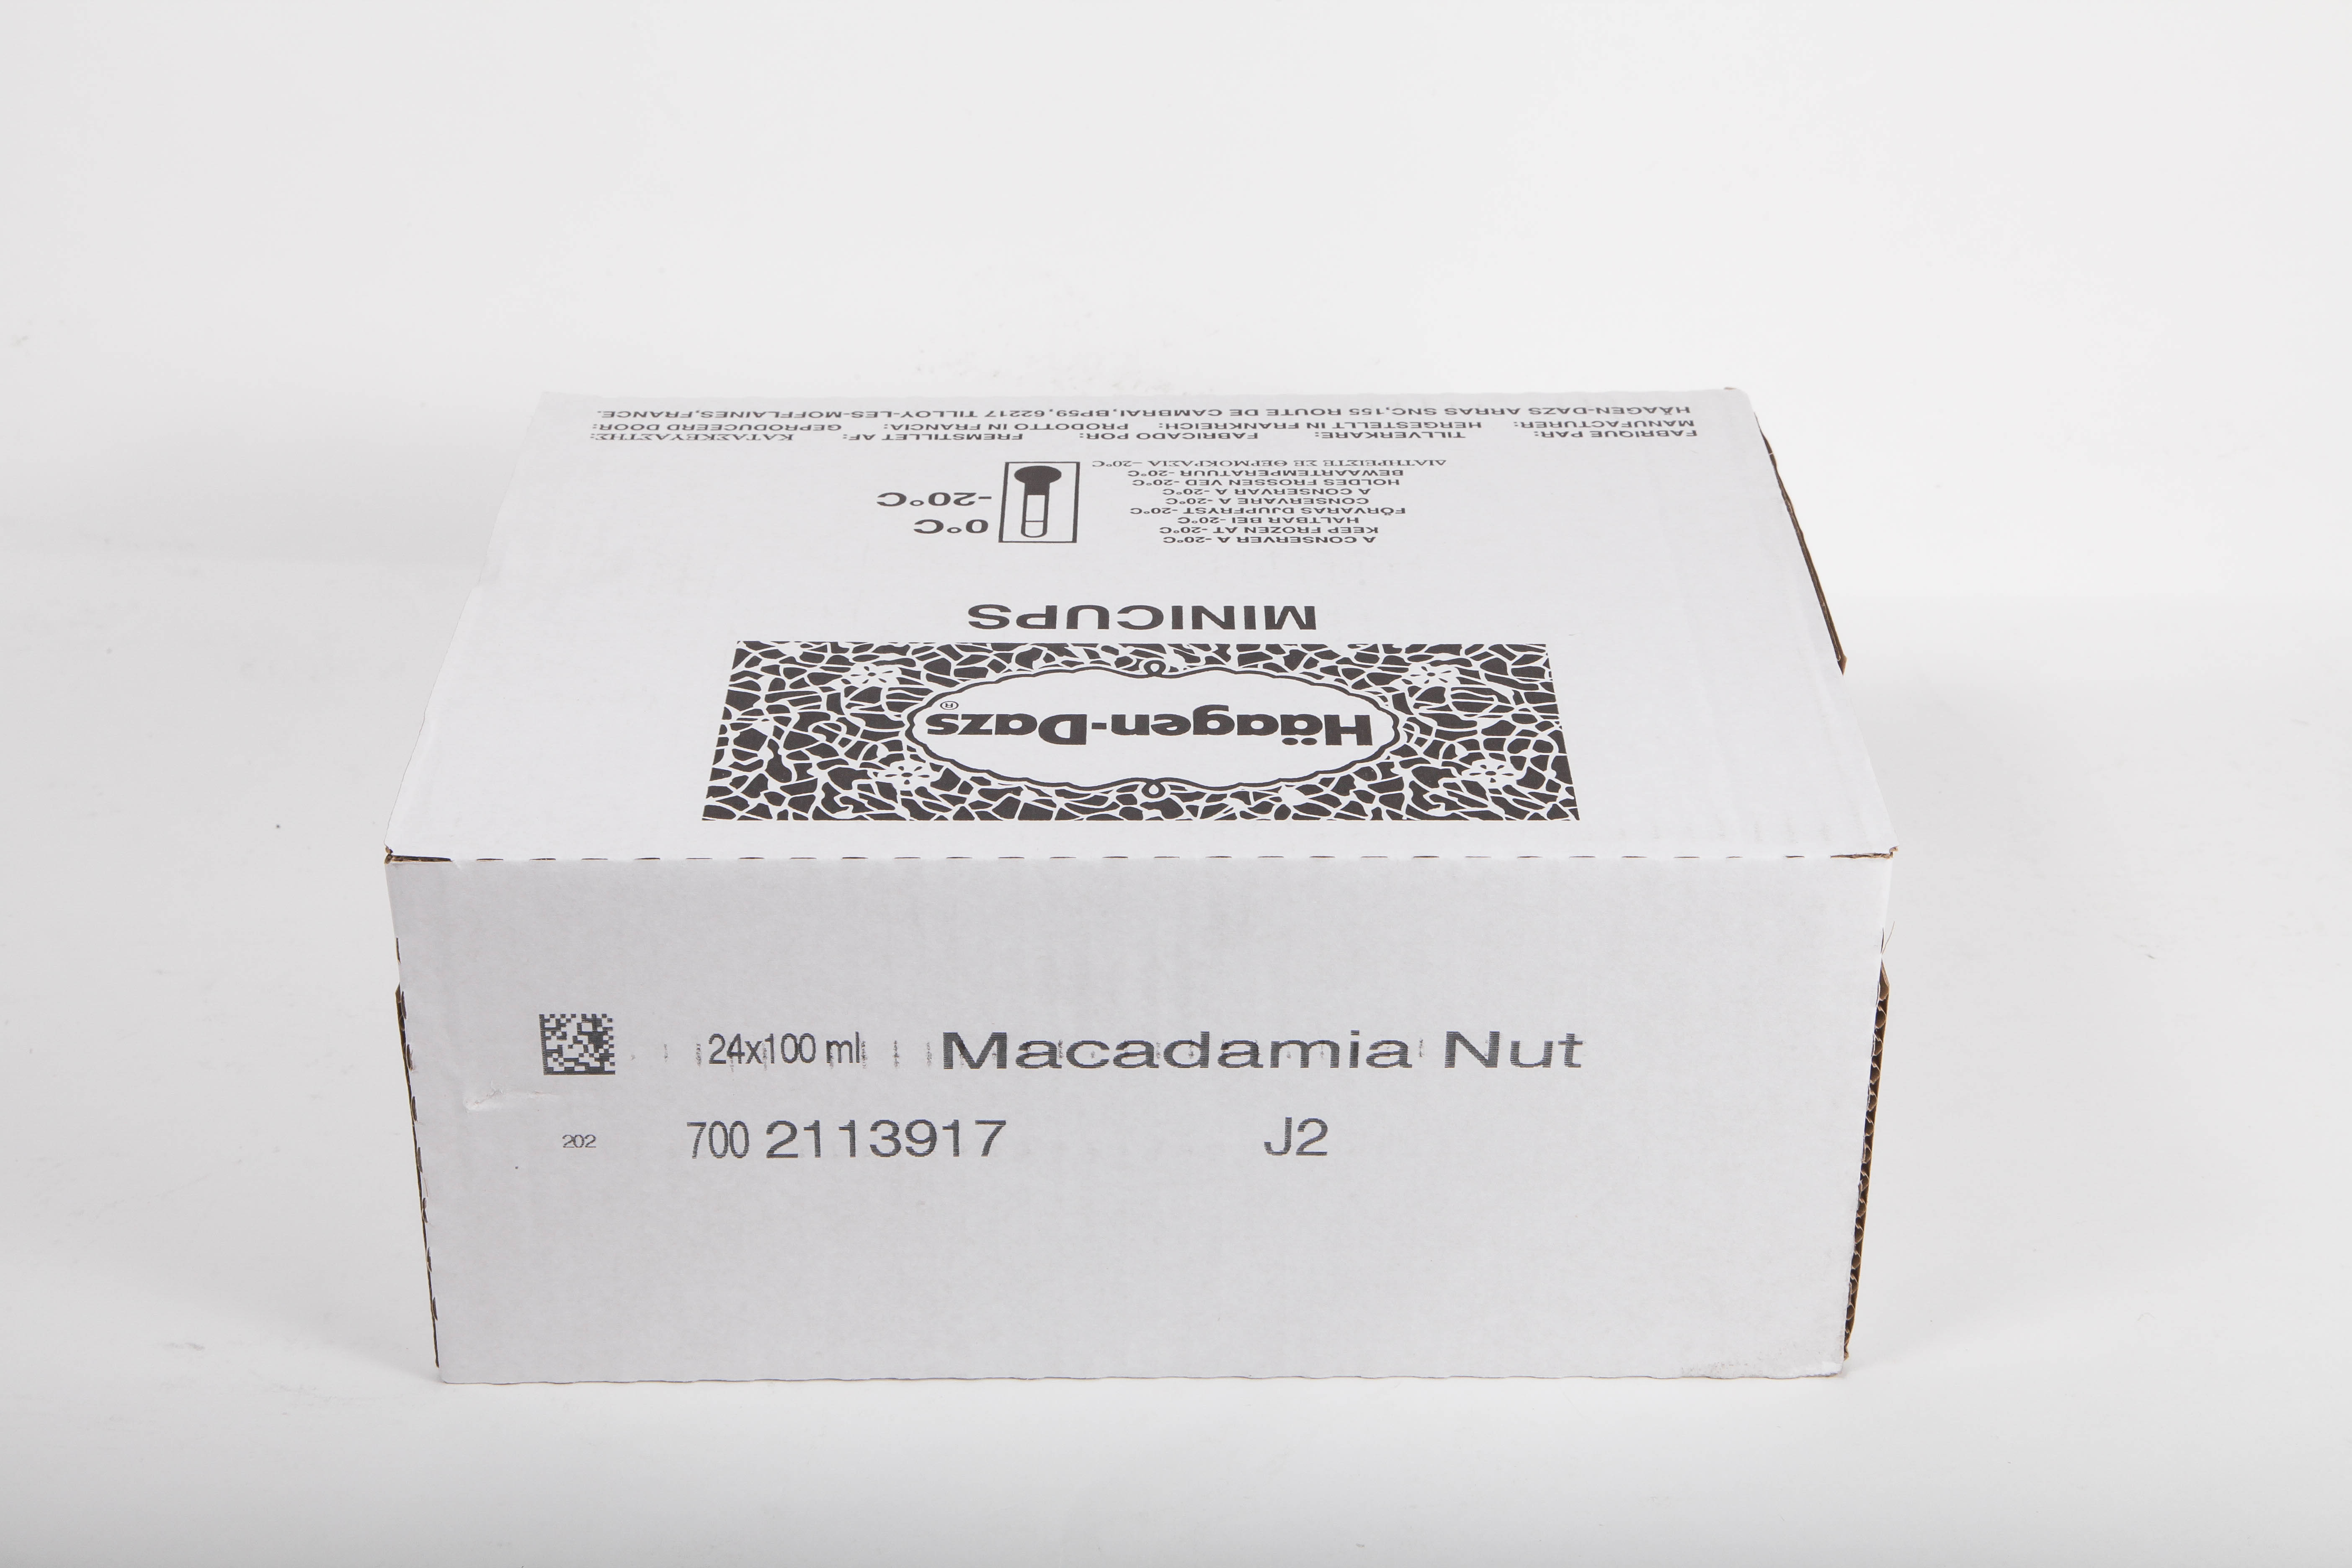 Häagen-Dazs®
MINICUPS
A CONSERVER A -20°C
KEEP FROZEN AT -20°C
HALTBAR BEI -20°C
FÖRVARAS DJUPFRYST -20°C
CONSERVARE A -20°C
A CONSERVAR A -20°C
HOLDES FROSSEN VED -20°C
BEWAARTEMPERATUUR -20°C
ΔΙΑΤΗΡΕΙΣΤΕ ΣΕ ΘΕΡΜΟΚΡΑΣΙΑ -20°C
0°C
-20°C
FABRIQUE PAR: TILLVERKARE: FABRICADO POR: FREMSTILLET AF: ΚΑΤΑΣΚΕΥΑΣΤΗΣ:
MANUFACTURER: HERGESTELLT IN FRANKREICH: PRODOTTO IN FRANCIA: GEPRODUCEERD DOOR:
HÄAGEN-DAZS ARRAS SNC,155 ROUTE DE CAMBRAI,BP59,62217 TILLOY-LES-MOFFLAINES,FRANCE.
24x100 ml Macadamia Nut
202 700 2113917 J2